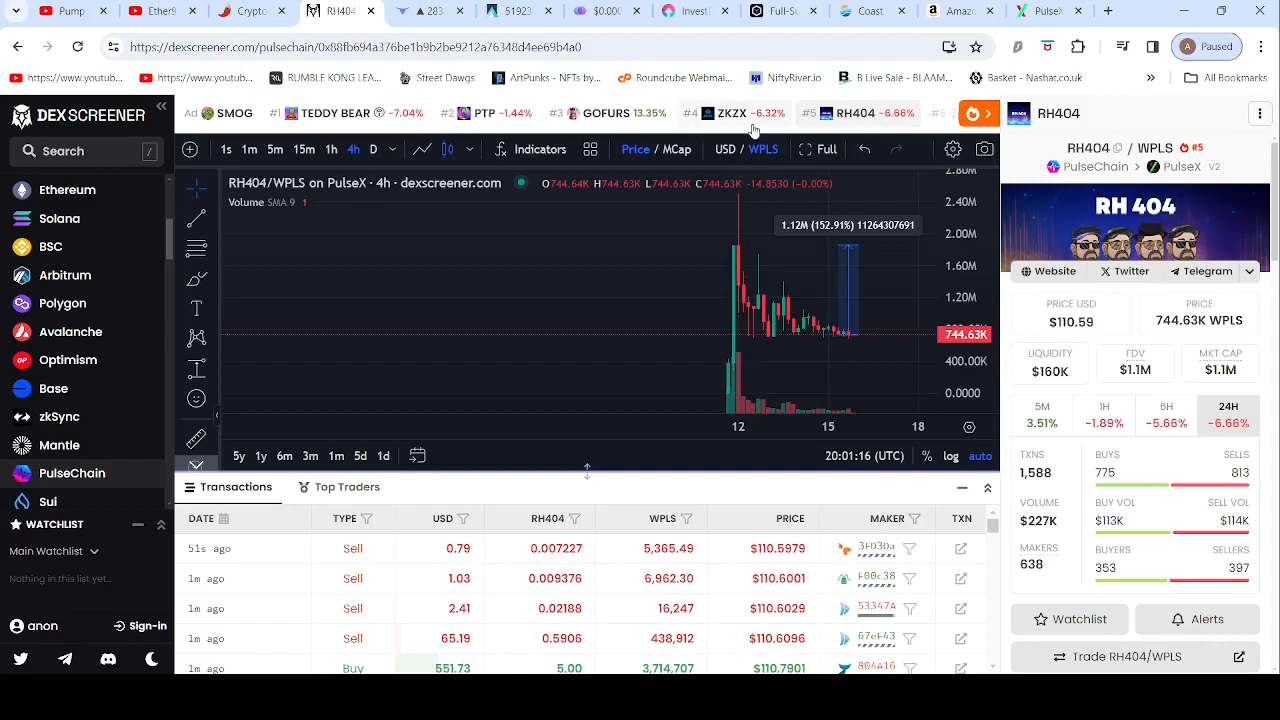 Pump
Ether9
Crypto
RH404
▲ 283
51923
$0.000
InvestD
Full-Su
Coast
Amazo
PulseX
https://dexscreener.com/pulsechain/0x80fb694a376be1b9b2be9212a76348d4ee69b4a0
A Paused
https://www.youtub...
https://www.youtub...
RUMBLE KONG LEA...
Street Dawgs
ArtPunks - NFTs by...
Roundcube Webmai...
NiftyRiver.io
B Live Sale - BLAAM...
Basket - Nashat.co.uk
» All Bookmarks
DEX SCREENER
Ad SMOG #1 TEDDY BEAR -7.04% #2 PTP -1.44% #3 GOFURS 13.35% #4 ZKZX -6.32% #5 RH404 -6.66% #6
RH404
Search /
1s 1m 5m 15m 1h 4h D Indicators Price / MCap USD / WPLS Full
RH404 / WPLS #5
PulseChain > PulseX V2
Ethereum
Solana
BSC
Arbitrum
Polygon
Avalanche
Optimism
Base
zkSync
Mantle
PulseChain
Sui
RH404/WPLS on PulseX · 4h · dexscreener.com O744.64K H744.63K L744.63K C744.63K -14.8530 (-0.00%)
Volume SMA 9 1
1.12M (152.91%) 11264307691
2.80M
2.40M
2.00M
1.60M
1.20M
744.63K
400.00K
0.0000
12 15 18
5y 1y 6m 3m 1m 5d 1d 20:01:16 (UTC) % log auto
RH 404
Website Twitter Telegram
PRICE USD
$110.59
PRICE
744.63K WPLS
LIQUIDITY
$160K
FDV
$1.1M
MKT CAP
$1.1M
5M 1H 6H 24H
3.51% -1.89% -5.66% -6.66%
TXNS
1,588
BUYS SELLS
775 813
VOLUME
$227K
BUY VOL SELL VOL
$113K $114K
MAKERS
638
BUYERS SELLERS
353 397
Watchlist Alerts
Trade RH404/WPLS
WATCHLIST
Main Watchlist
Nothing in this list yet...
anon Sign-in
Transactions Top Traders
DATE TYPE USD RH404 WPLS PRICE MAKER TXN
51s ago Sell 0.79 0.007227 5,365.49 $110.5979 3FD3Da
1m ago Sell 1.03 0.009376 6,962.30 $110.6001 F00c38
1m ago Sell 2.41 0.02188 16,247 $110.6029 53347A
1m ago Sell 65.19 0.5906 438,912 $110.6096 67eF43
1m ago Buy 551.73 5.00 3,714,707 $110.7901 804A16